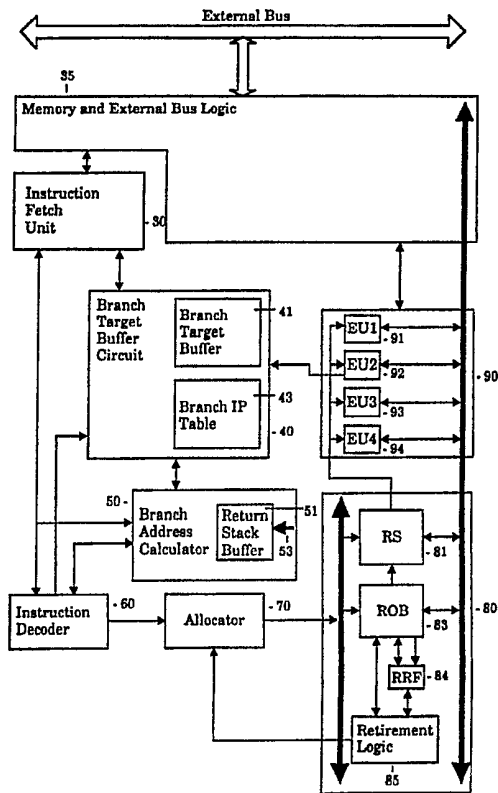 External Bus
35
Memory and External Bus Logic
Instruction
Fetch
Unit
30
Branch
Target
Buffer
Circuit
Branch
Target
Buffer
41
Branch IP
Table
43
40
EU1
91
EU2
92
EU3
93
EU4
94
90
50
Branch
Address
Calculator
Return
Stack
Buffer
51
53
Instruction
Decoder
60
Allocator
70
RS
81
ROB
83
80
RRF
84
Retirement
Logic
85